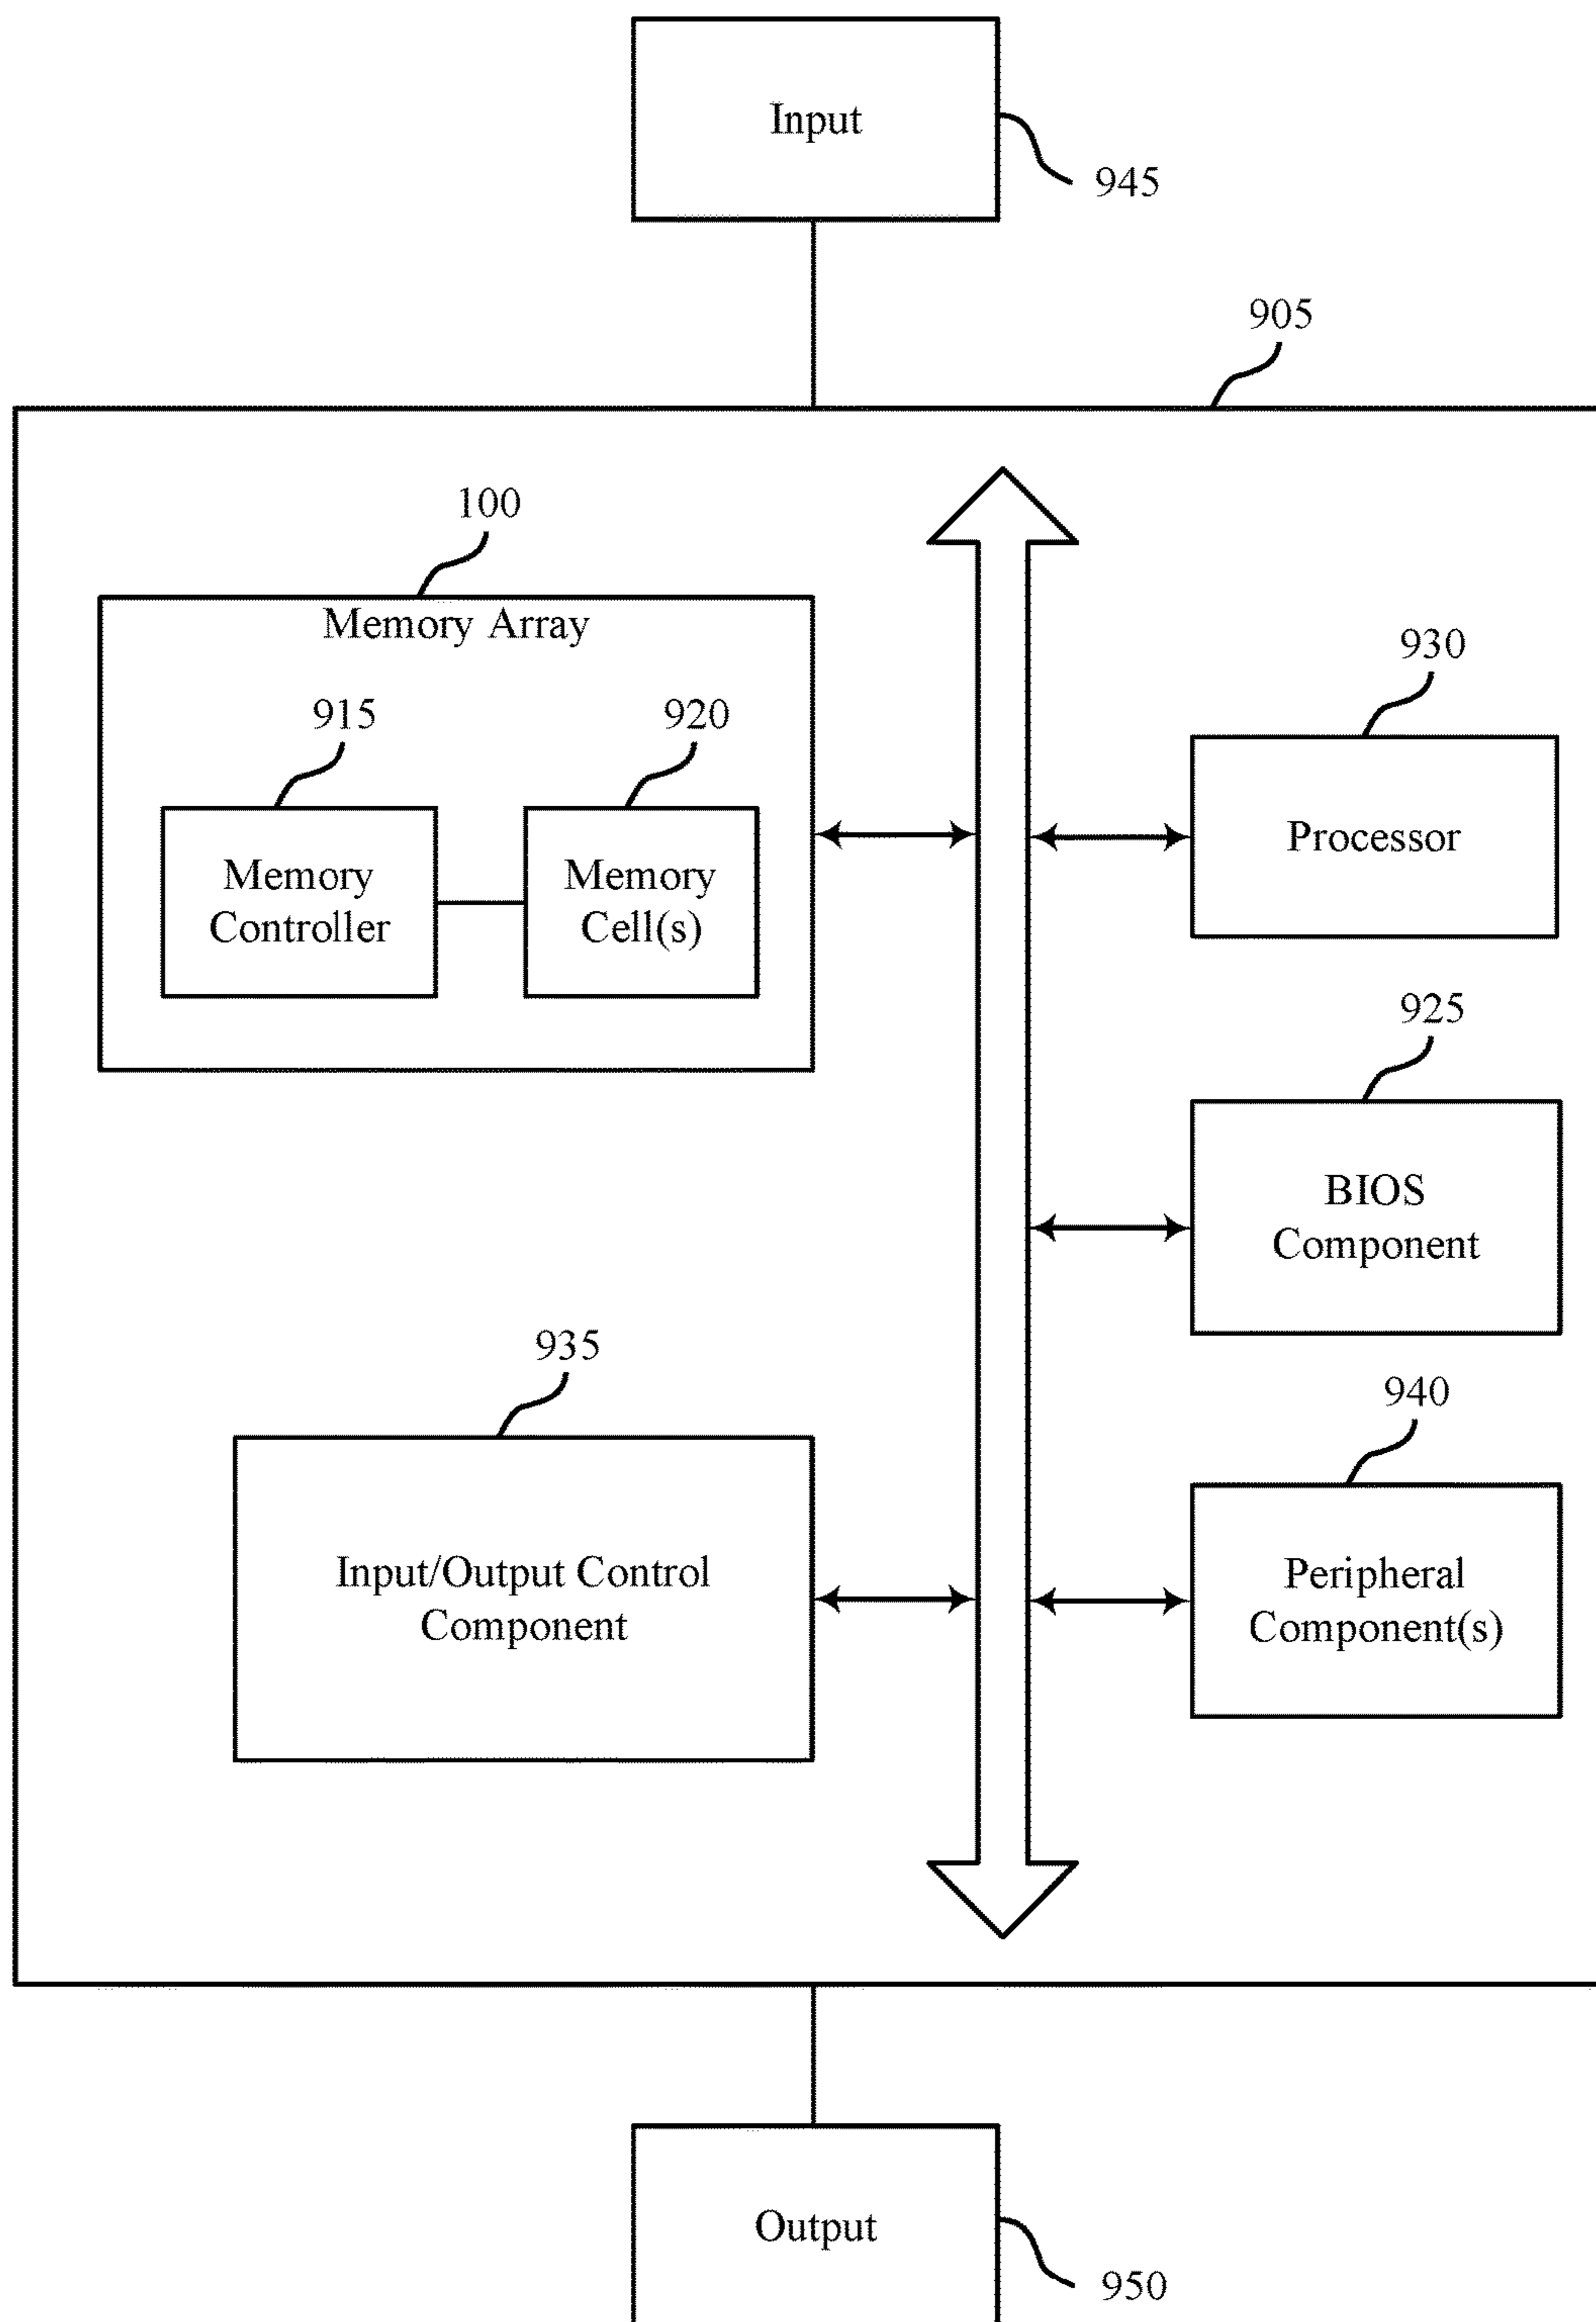 Input
945
905
100
Memory Array
915
920
Memory
Controller
Memory
Cell(s)
930
Processor
925
BIOS
Component
935
Input/Output Control
Component
940
Peripheral
Component(s)
Output
950